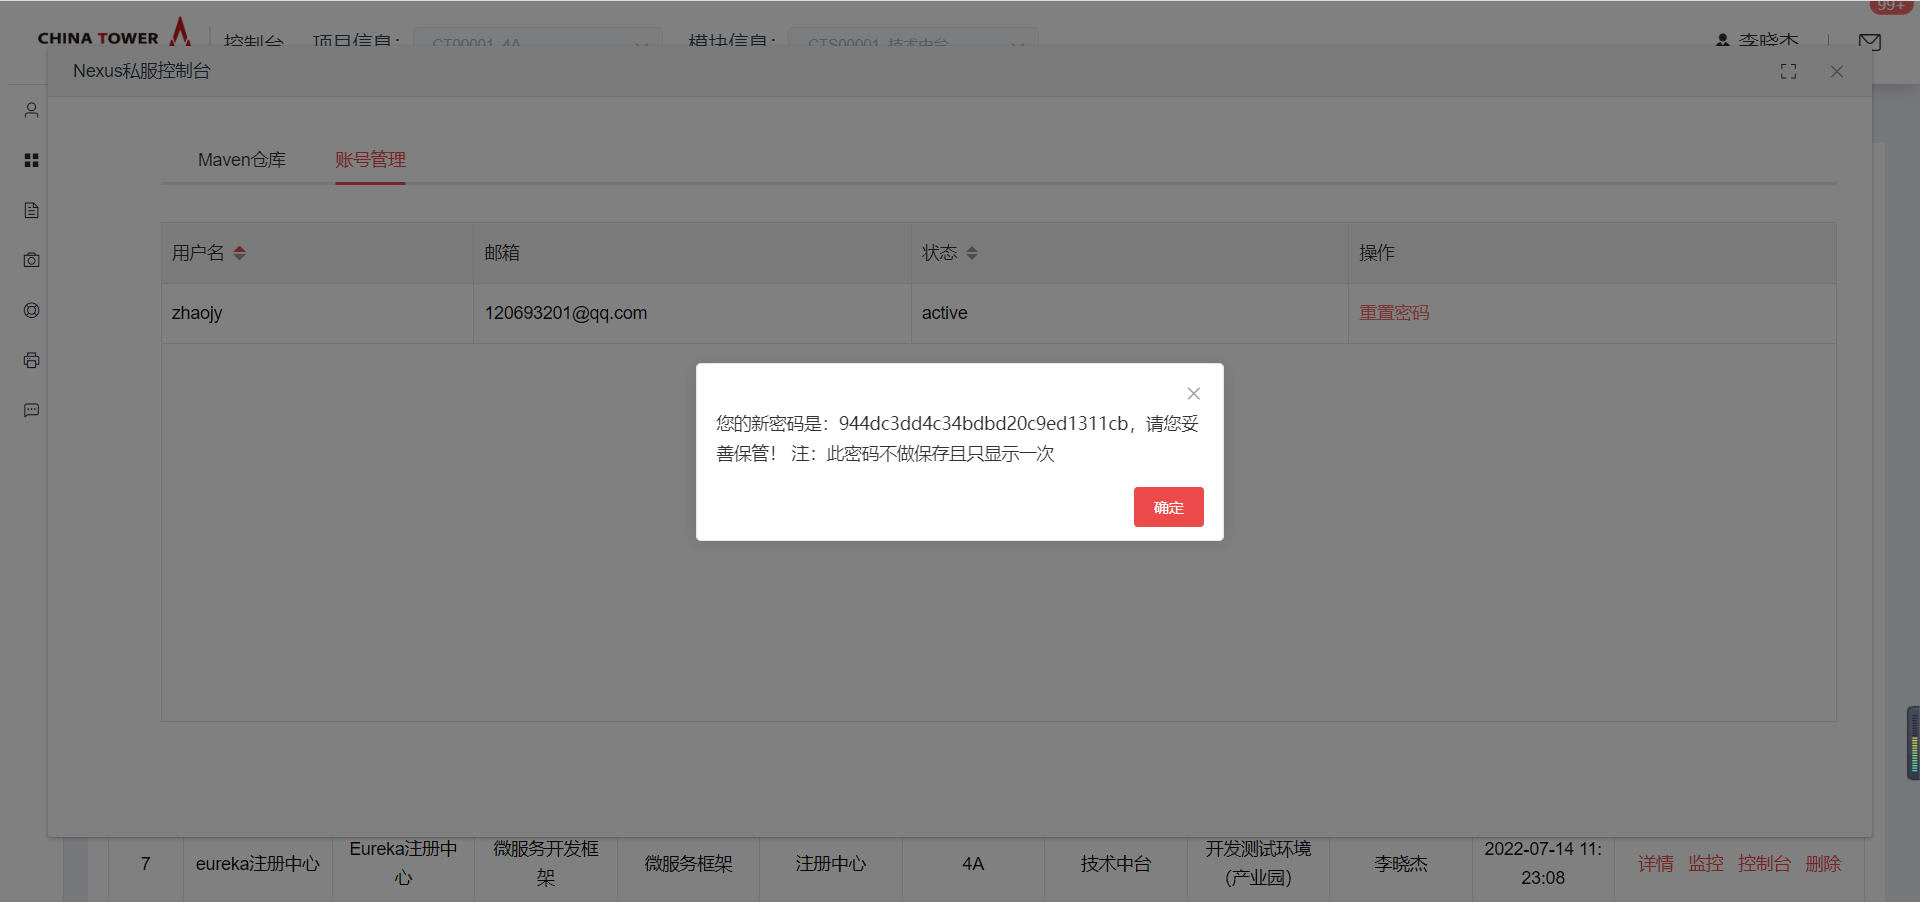 99+
CHINA TOWER
控制台 项目信息: CT00001-4A 模块信息: CTS00001-技术中台 李晓杰
Nexus私服控制台
Maven仓库 账号管理
用户名 邮箱 状态 操作
zhaojy 120693201@qq.com active 重置密码
您的新密码是：944dc3dd4c34bdbd20c9ed1311cb，请您妥
善保管！ 注：此密码不做保存且只显示一次
确定
7 eureka注册中心 Eureka注册中
心 微服务开发框
架 微服务框架 注册中心 4A 技术中台 开发测试环境
(产业园) 李晓杰 2022-07-14 11:
23:08 详情 监控 控制台 删除